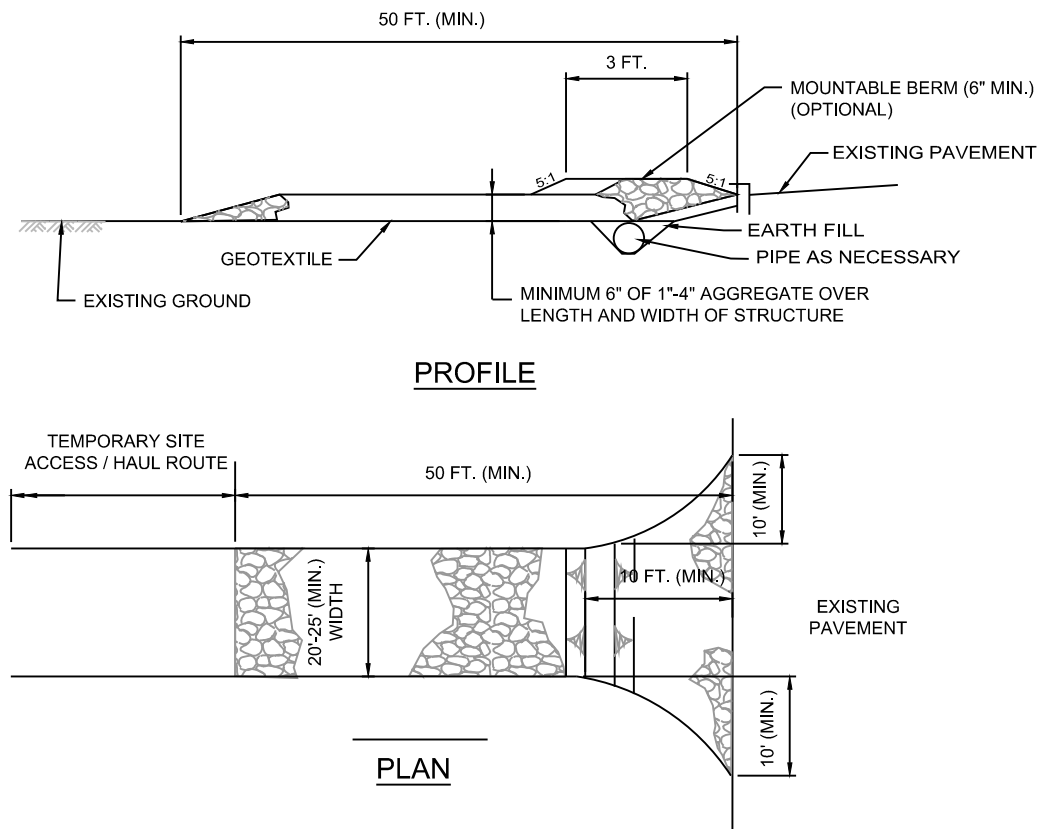 50 FT. (MIN.)
3 FT.
MOUNTABLE BERM (6" MIN.)
(OPTIONAL)
EXISTING PAVEMENT
5:1
5:1
EARTH FILL
GEOTEXTILE
PIPE AS NECESSARY
EXISTING GROUND
MINIMUM 6" OF 1"-4" AGGREGATE OVER
LENGTH AND WIDTH OF STRUCTURE
PROFILE
TEMPORARY SITE
ACCESS / HAUL ROUTE
50 FT. (MIN.)
10' (MIN.)
20'-25' (MIN.)
WIDTH
10 FT. (MIN.)
EXISTING
PAVEMENT
10' (MIN.)
PLAN